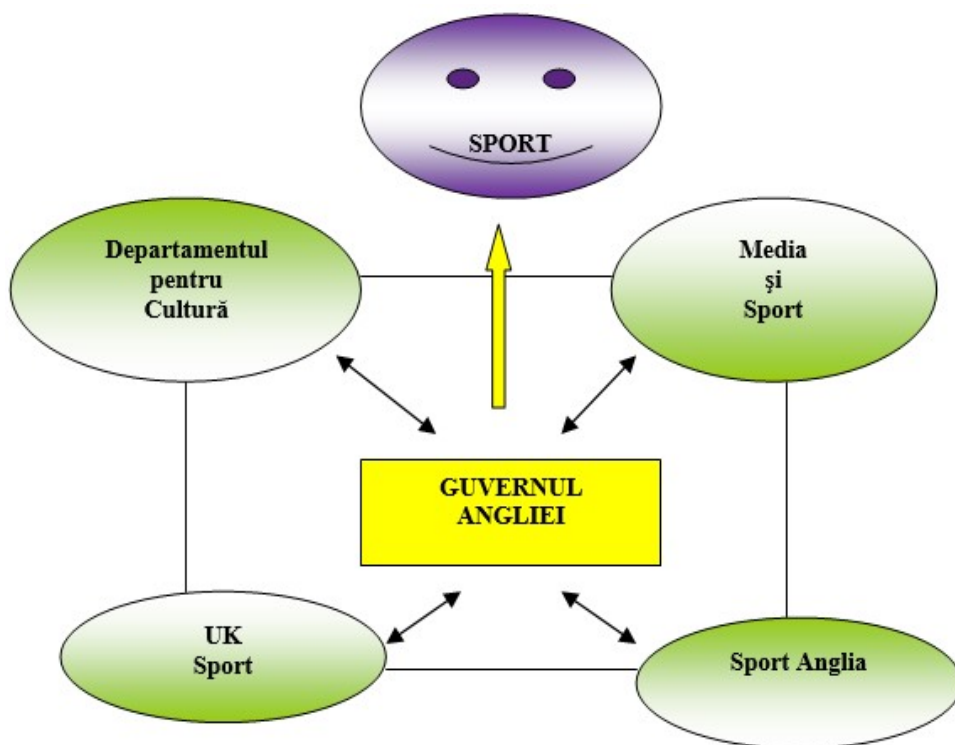 SPORT
Departamentul
pentru
Cultură
Media
şi
Sport
GUVERNUL
ANGLIEI
UK
Sport
Sport Anglia